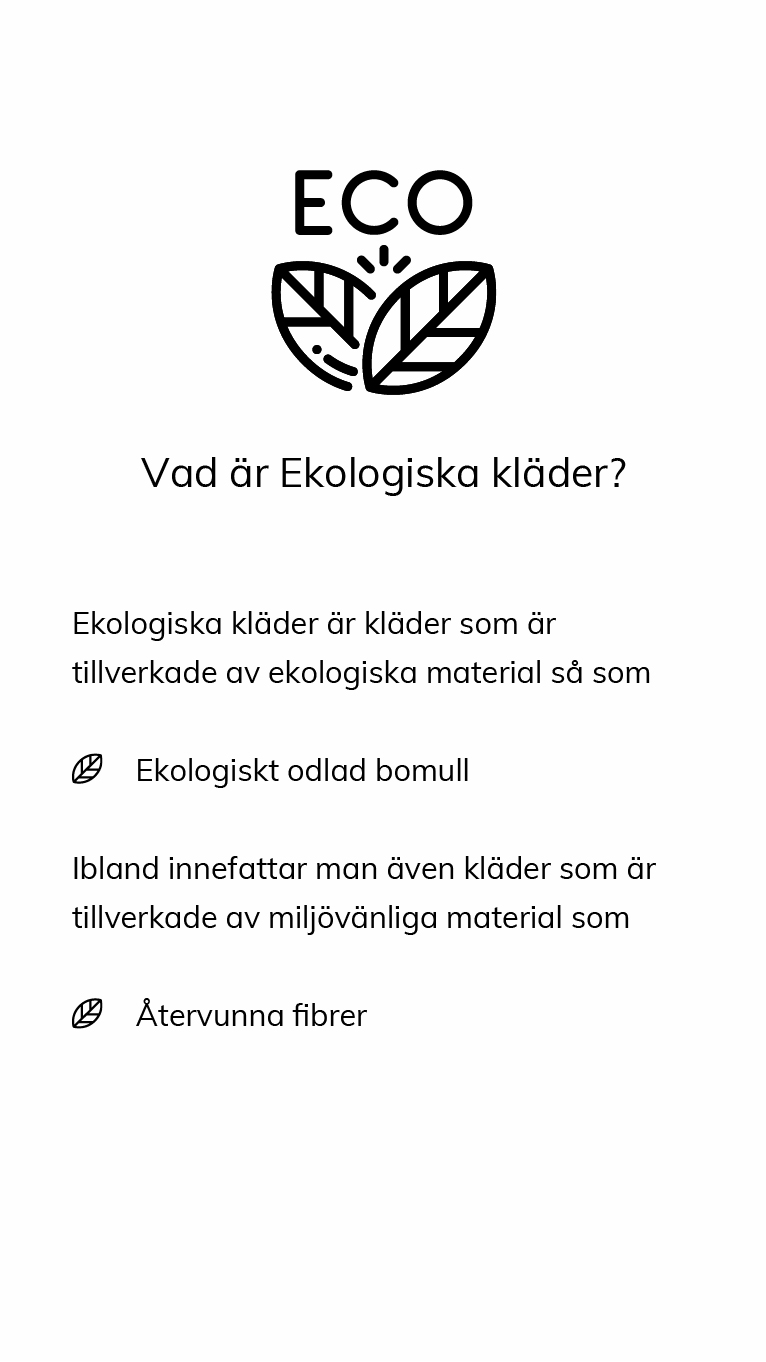 ECO
Vad är Ekologiska kläder?
Ekologiska kläder är kläder som är
tillverkade av ekologiska material så som
Ekologiskt odlad bomull
Ibland innefattar man även kläder som är
tillverkade av miljövänliga material som
Återvunna fibrer